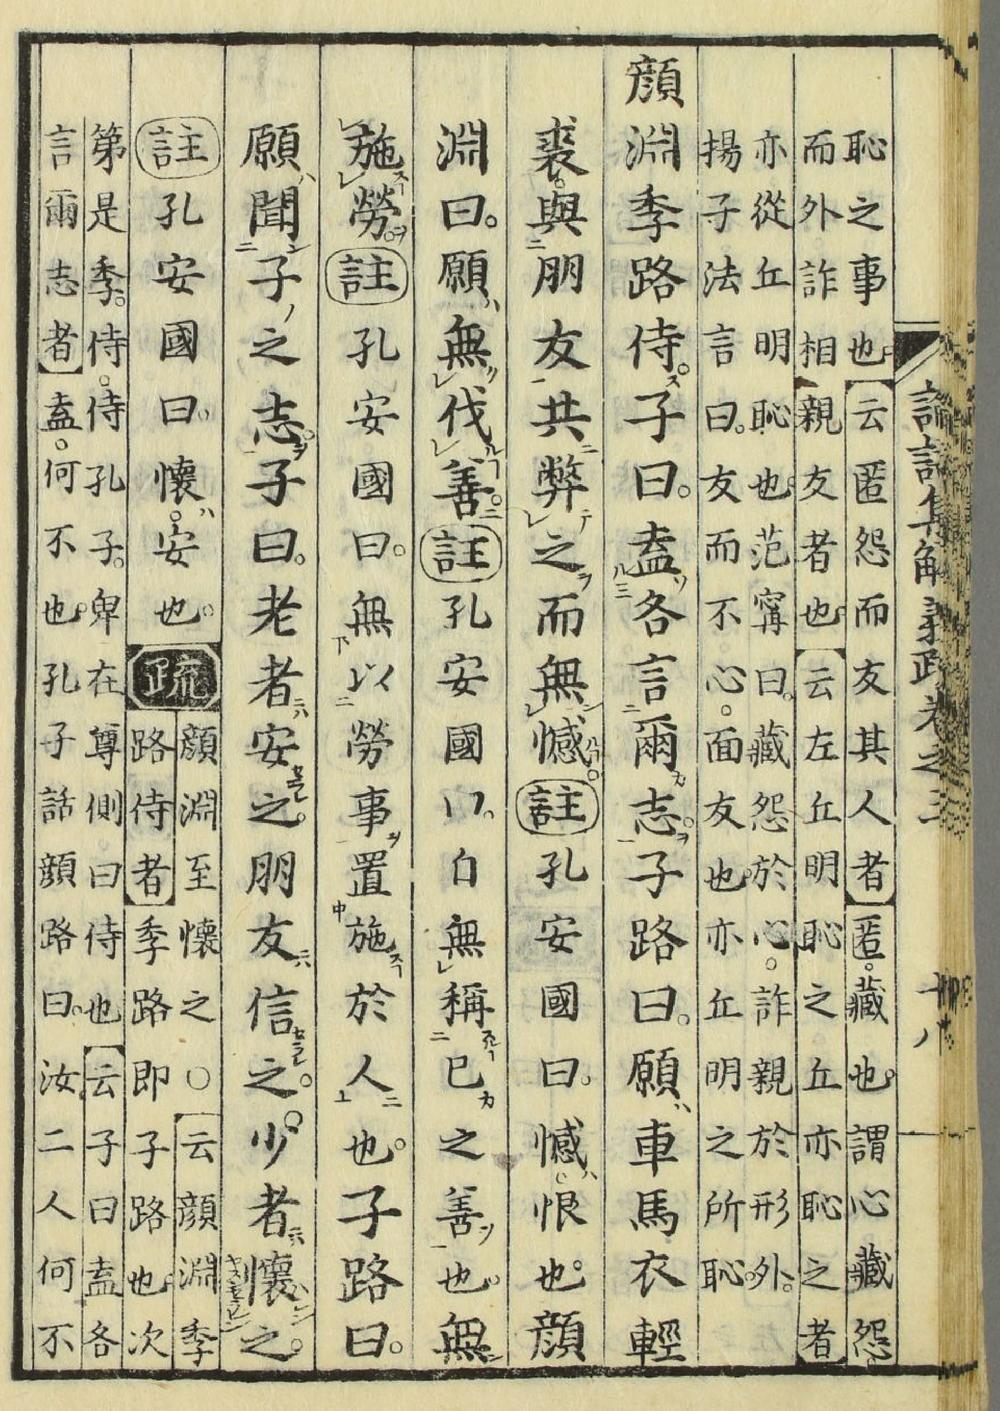 論語集解義疏卷之三
十八
恥之事也云匿怨而友其人者匿藏也謂心藏怨
而外詐相親友者也云左丘明恥之丘亦恥之者
亦從丘明恥也范寗曰藏怨於心詐親於形外
揚子法言曰友而不心面友也亦丘明之所恥
顏淵季路侍子曰盍各言爾志子路曰願車馬衣輕
裘與朋友共弊之而無憾註孔安國曰憾恨也顏
淵曰願無伐善註孔安國曰自無稱己之善也無
施勞註孔安國曰無以勞事置施於人也子路曰
願聞子之志子曰老者安之朋友信之少者懷之
註孔安國曰懷安也疏
顏淵至懷之○云顏淵季
路侍者季路即子路也次
第是季侍侍孔子卑在尊側曰侍也云子曰盍各
言爾志者盍何不也孔子話顏路曰汝二人何不